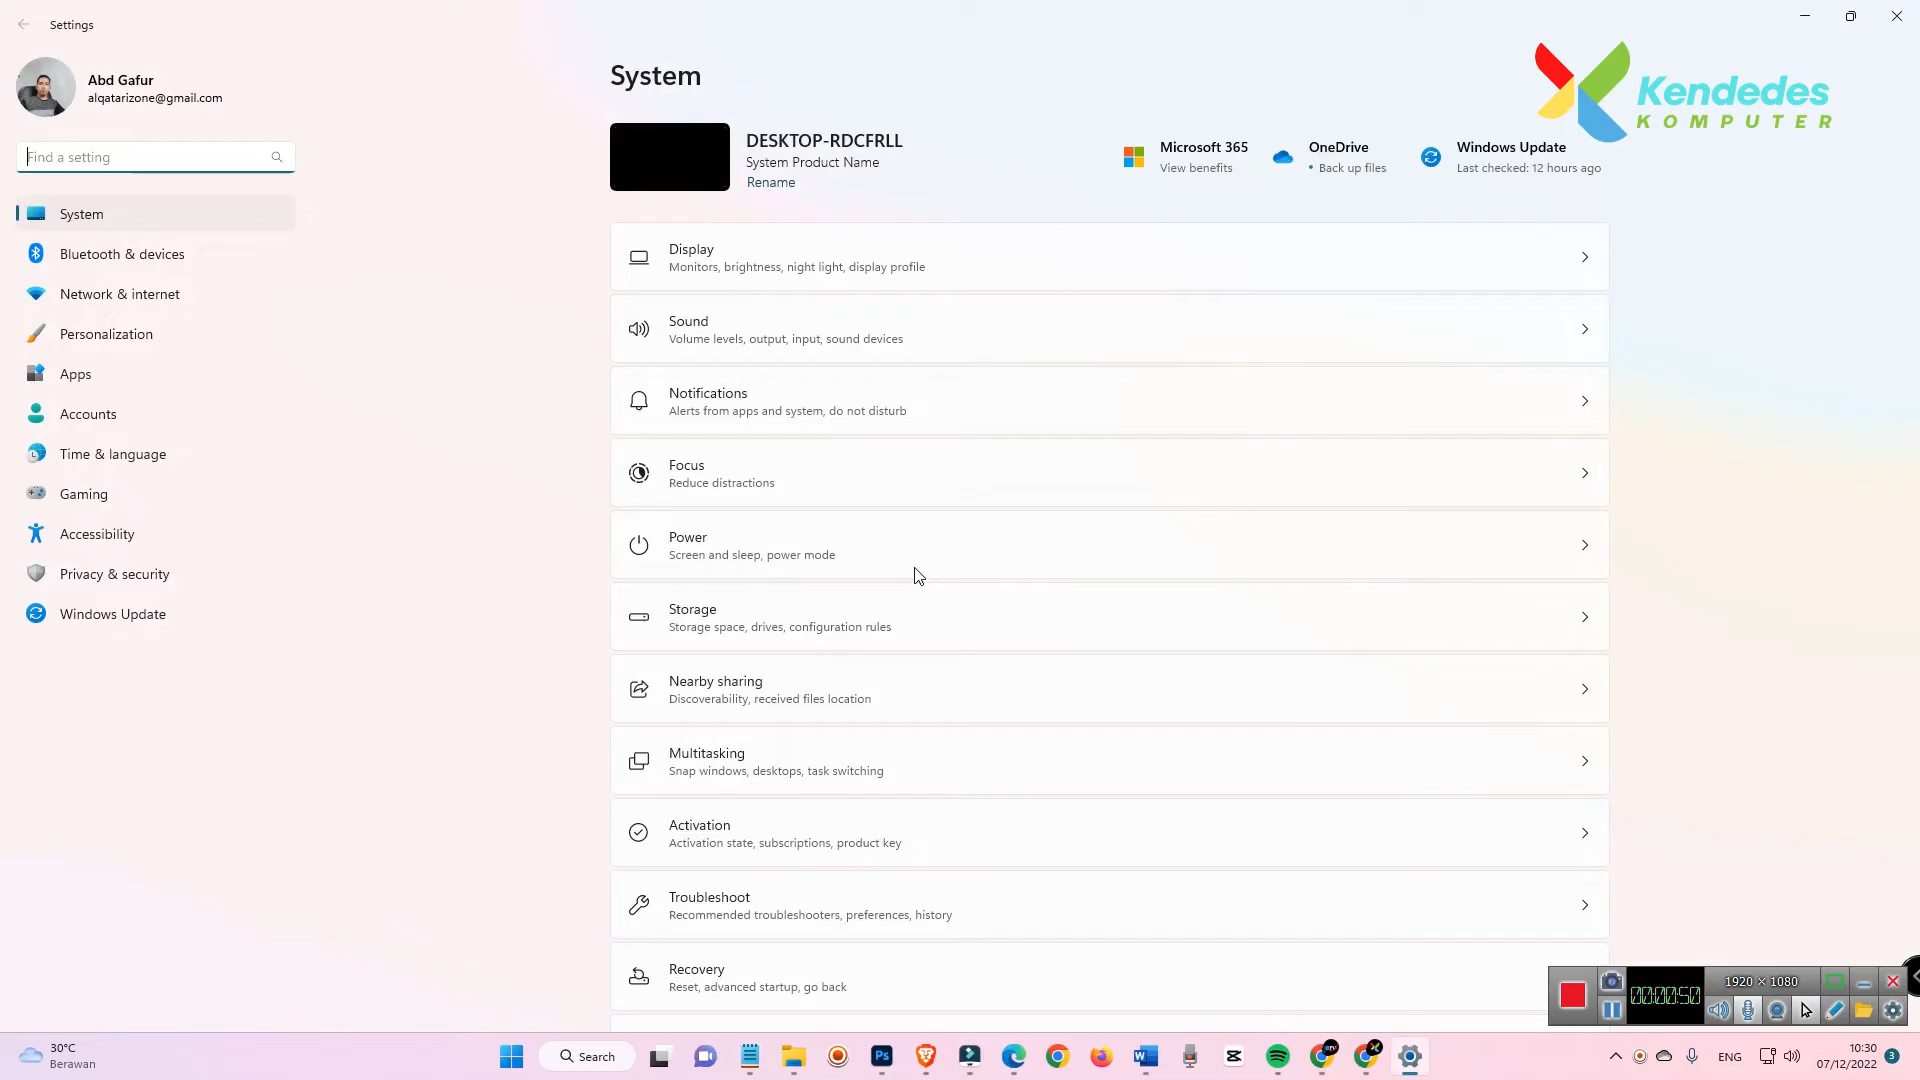 Settings
Abd Gafur
alqatarizone@gmail.com
Find a setting
System
Bluetooth & devices
Network & internet
Personalization
Apps
Accounts
Time & language
Gaming
Accessibility
Privacy & security
Windows Update
System
DESKTOP-RDCFRLL
System Product Name
Rename
Microsoft 365
View benefits
OneDrive
• Back up files
Windows Update
Last checked: 12 hours ago
Kendedes
KOMPUTER
Display
Monitors, brightness, night light, display profile
Sound
Volume levels, output, input, sound devices
Notifications
Alerts from apps and system, do not disturb
Focus
Reduce distractions
Power
Screen and sleep, power mode
Storage
Storage space, drives, configuration rules
Nearby sharing
Discoverability, received files location
Multitasking
Snap windows, desktops, task switching
Activation
Activation state, subscriptions, product key
Troubleshoot
Recommended troubleshooters, preferences, history
Recovery
Reset, advanced startup, go back
1920 × 1080
00:00:50
30°C
Berawan
Search
Ps
ENG
10:30
07/12/2022
3